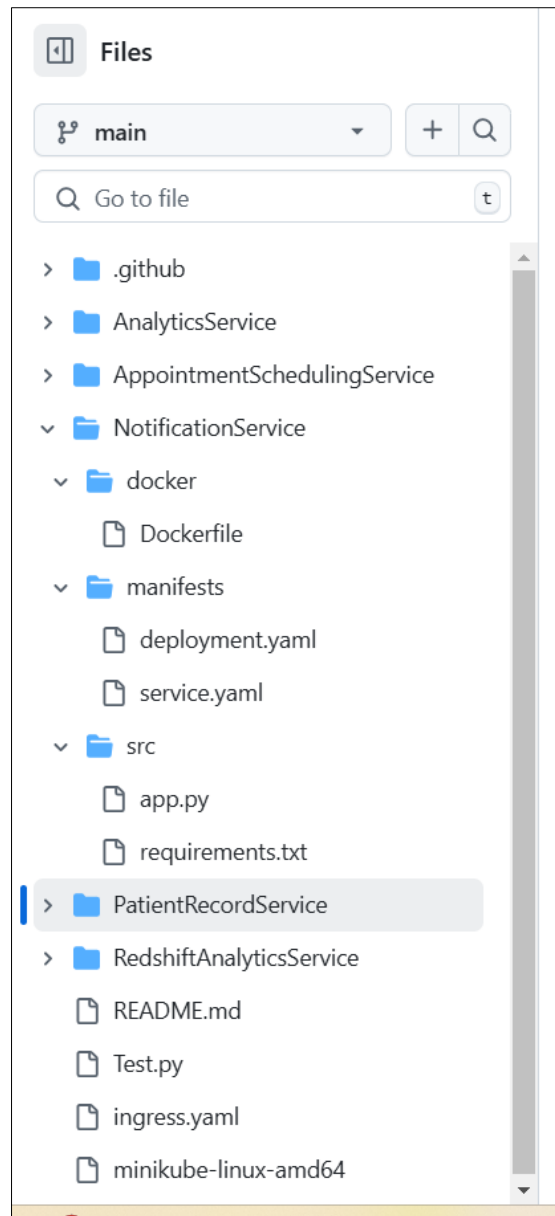 Files
main
Go to file
t
.github
AnalyticsService
AppointmentSchedulingService
NotificationService
docker
Dockerfile
manifests
deployment.yaml
service.yaml
src
app.py
requirements.txt
PatientRecordService
RedshiftAnalyticsService
README.md
Test.py
ingress.yaml
minikube-linux-amd64